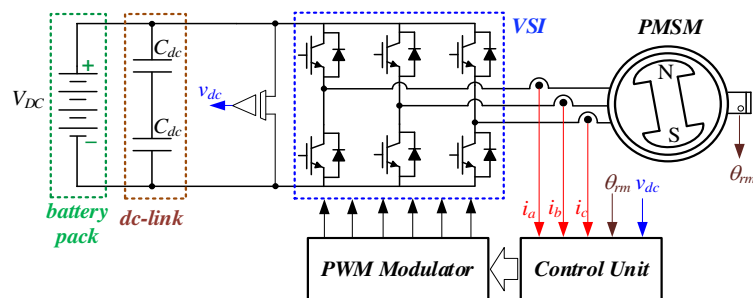 VSI
PMSM
C_dc
+
v_dc
V_DC
N
C_dc
S
−
θ_rm
battery
pack
dc-link
i_a
i_b
i_c
θ_rm
v_dc
PWM Modulator
Control Unit